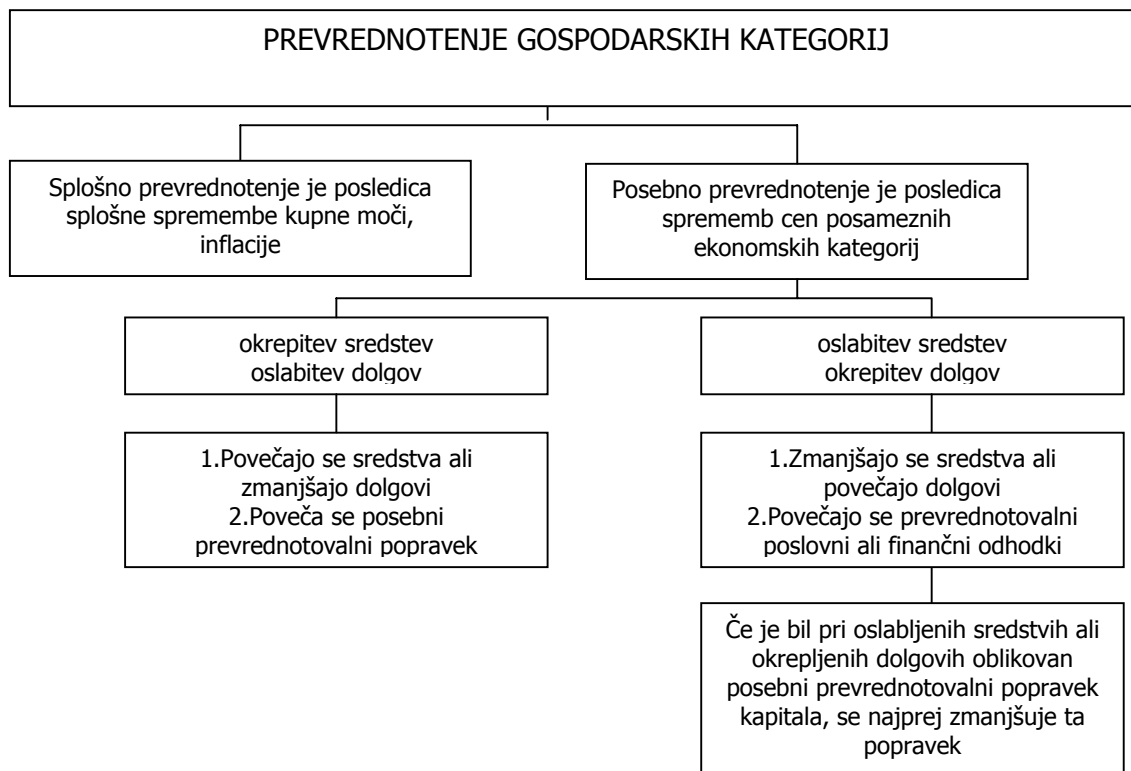 PREVREDNOTENJE GOSPODARSKIH KATEGORIJ
Splošno prevrednotenje je posledica
splošne spremembe kupne moči,
inflacije
Posebno prevrednotenje je posledica
sprememb cen posameznih
ekonomskih kategorij
okrepitev sredstev
oslabitev dolgov
oslabitev sredstev
okrepitev dolgov
1.Povečajo se sredstva ali
zmanjšajo dolgovi
2.Poveča se posebni
prevrednotovalni popravek
1.Zmanjšajo se sredstva ali
povečajo dolgovi
2.Povečajo se prevrednotovalni
poslovni ali finančni odhodki
Če je bil pri oslabljenih sredstvih ali
okrepljenih dolgovih oblikovan
posebni prevrednotovalni popravek
kapitala, se najprej zmanjšuje ta
popravek